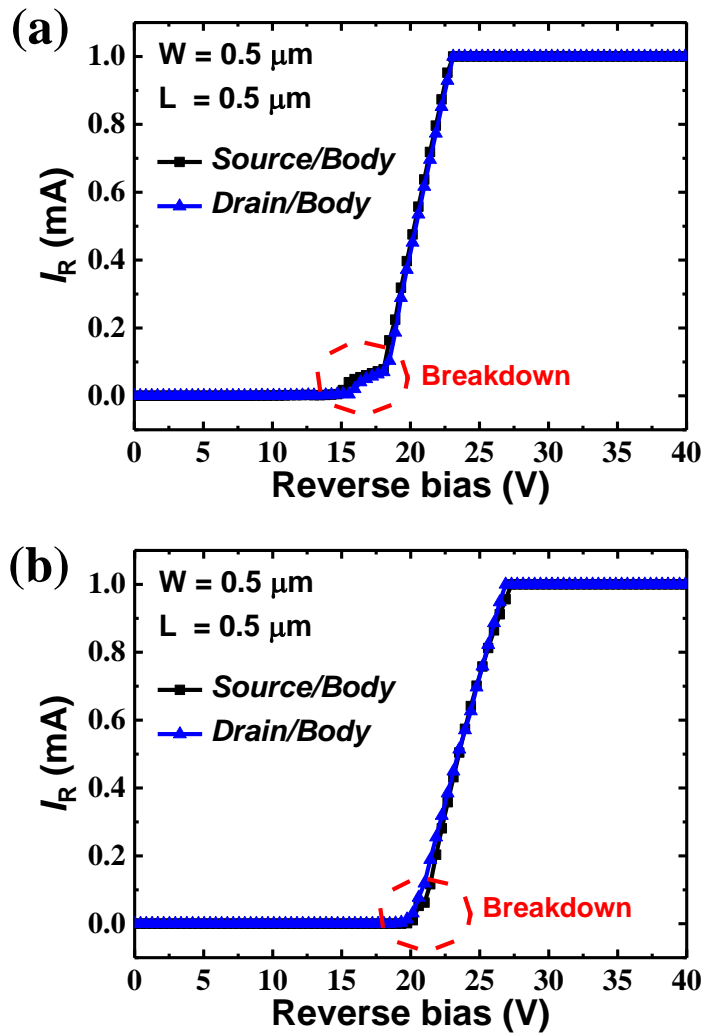 (a)
W = 0.5 μm
L = 0.5 μm
Source/Body
Drain/Body
Breakdown
I_R (mA)
1.0
0.8
0.6
0.4
0.2
0.0
0 5 10 15 20 25 30 35 40
Reverse bias (V)
(b)
W = 0.5 μm
L = 0.5 μm
Source/Body
Drain/Body
Breakdown
I_R (mA)
1.0
0.8
0.6
0.4
0.2
0.0
0 5 10 15 20 25 30 35 40
Reverse bias (V)